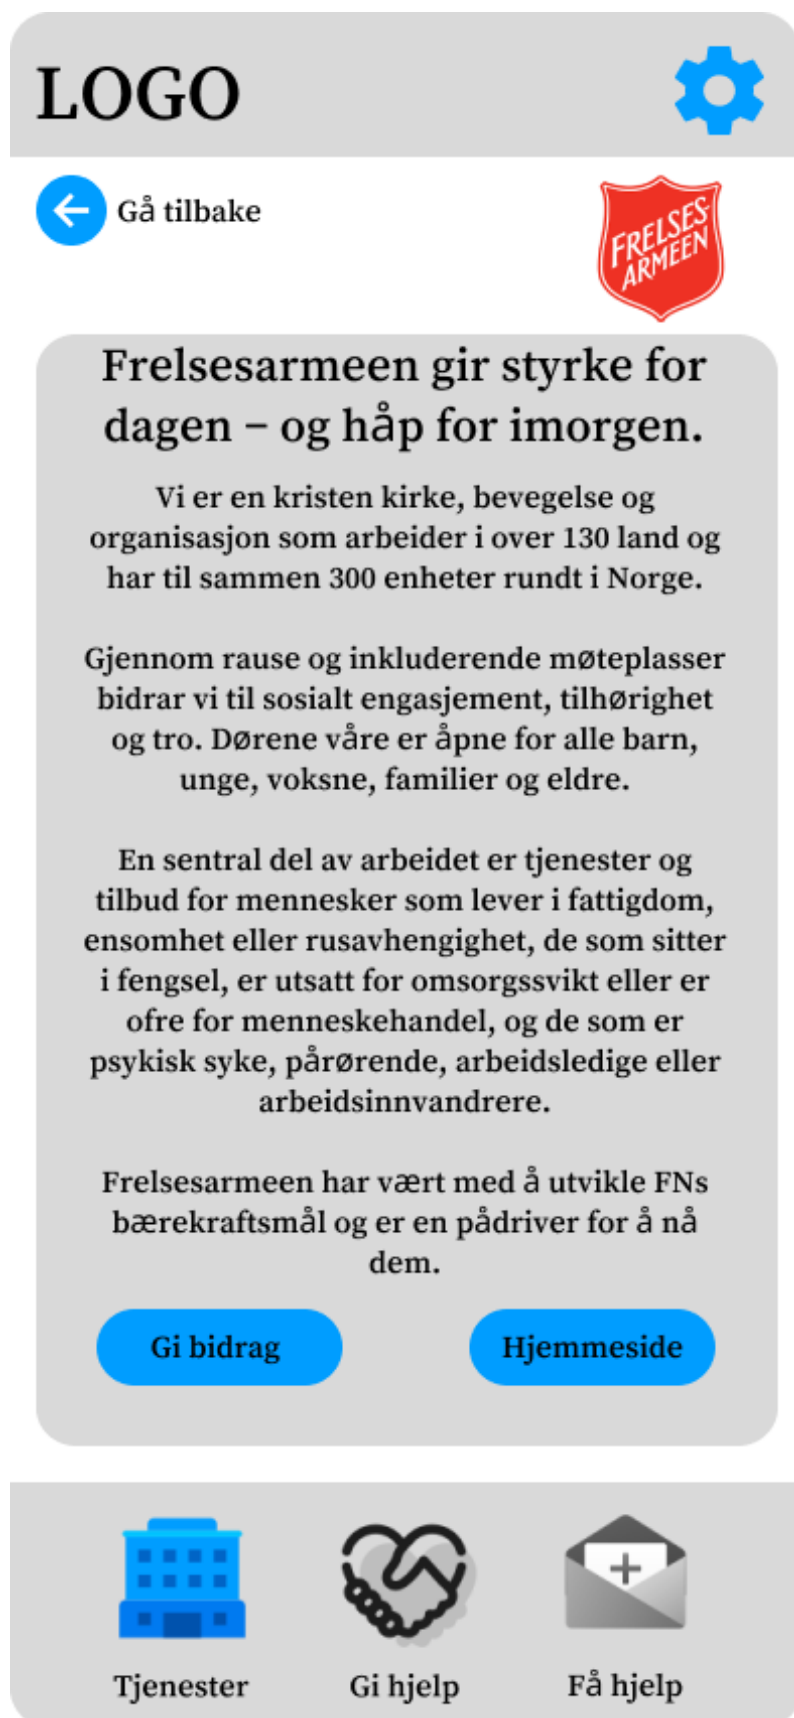 LOGO
Gå tilbake
FRELSES-
ARMEEN
Frelsesarmeen gir styrke for
dagen – og håp for imorgen.
Vi er en kristen kirke, bevegelse og
organisasjon som arbeider i over 130 land og
har til sammen 300 enheter rundt i Norge.
Gjennom rause og inkluderende møteplasser
bidrar vi til sosialt engasjement, tilhørighet
og tro. Dørene våre er åpne for alle barn,
unge, voksne, familier og eldre.
En sentral del av arbeidet er tjenester og
tilbud for mennesker som lever i fattigdom,
ensomhet eller rusavhengighet, de som sitter
i fengsel, er utsatt for omsorgssvikt eller er
ofre for menneskehandel, og de som er
psykisk syke, pårørende, arbeidsledige eller
arbeidsinnvandrere.
Frelsesarmeen har vært med å utvikle FNs
bærekraftsmål og er en pådriver for å nå
dem.
Gi bidrag
Hjemmeside
Tjenester
Gi hjelp
Få hjelp